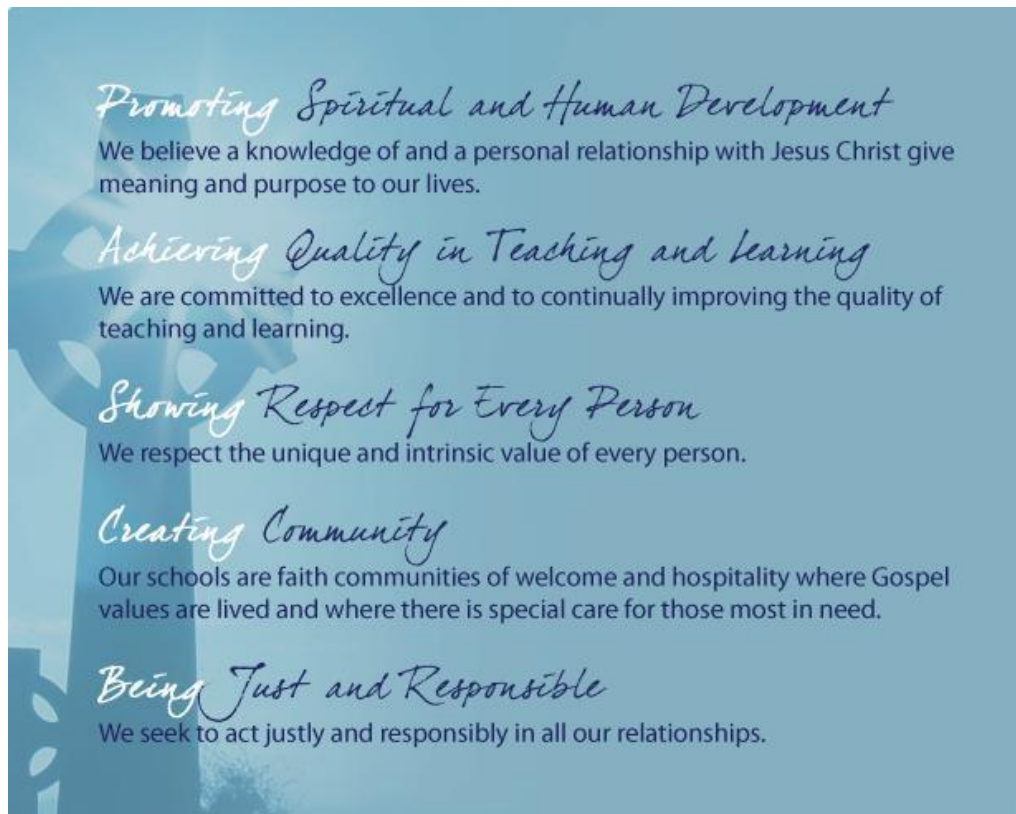 Promoting Spiritual and Human Development
We believe a knowledge of and a personal relationship with Jesus Christ give
meaning and purpose to our lives.
Achieving Quality in Teaching and Learning
We are committed to excellence and to continually improving the quality of
teaching and learning.
Showing Respect for Every Person
We respect the unique and intrinsic value of every person.
Creating Community
Our schools are faith communities of welcome and hospitality where Gospel
values are lived and where there is special care for those most in need.
Being Just and Responsible
We seek to act justly and responsibly in all our relationships.